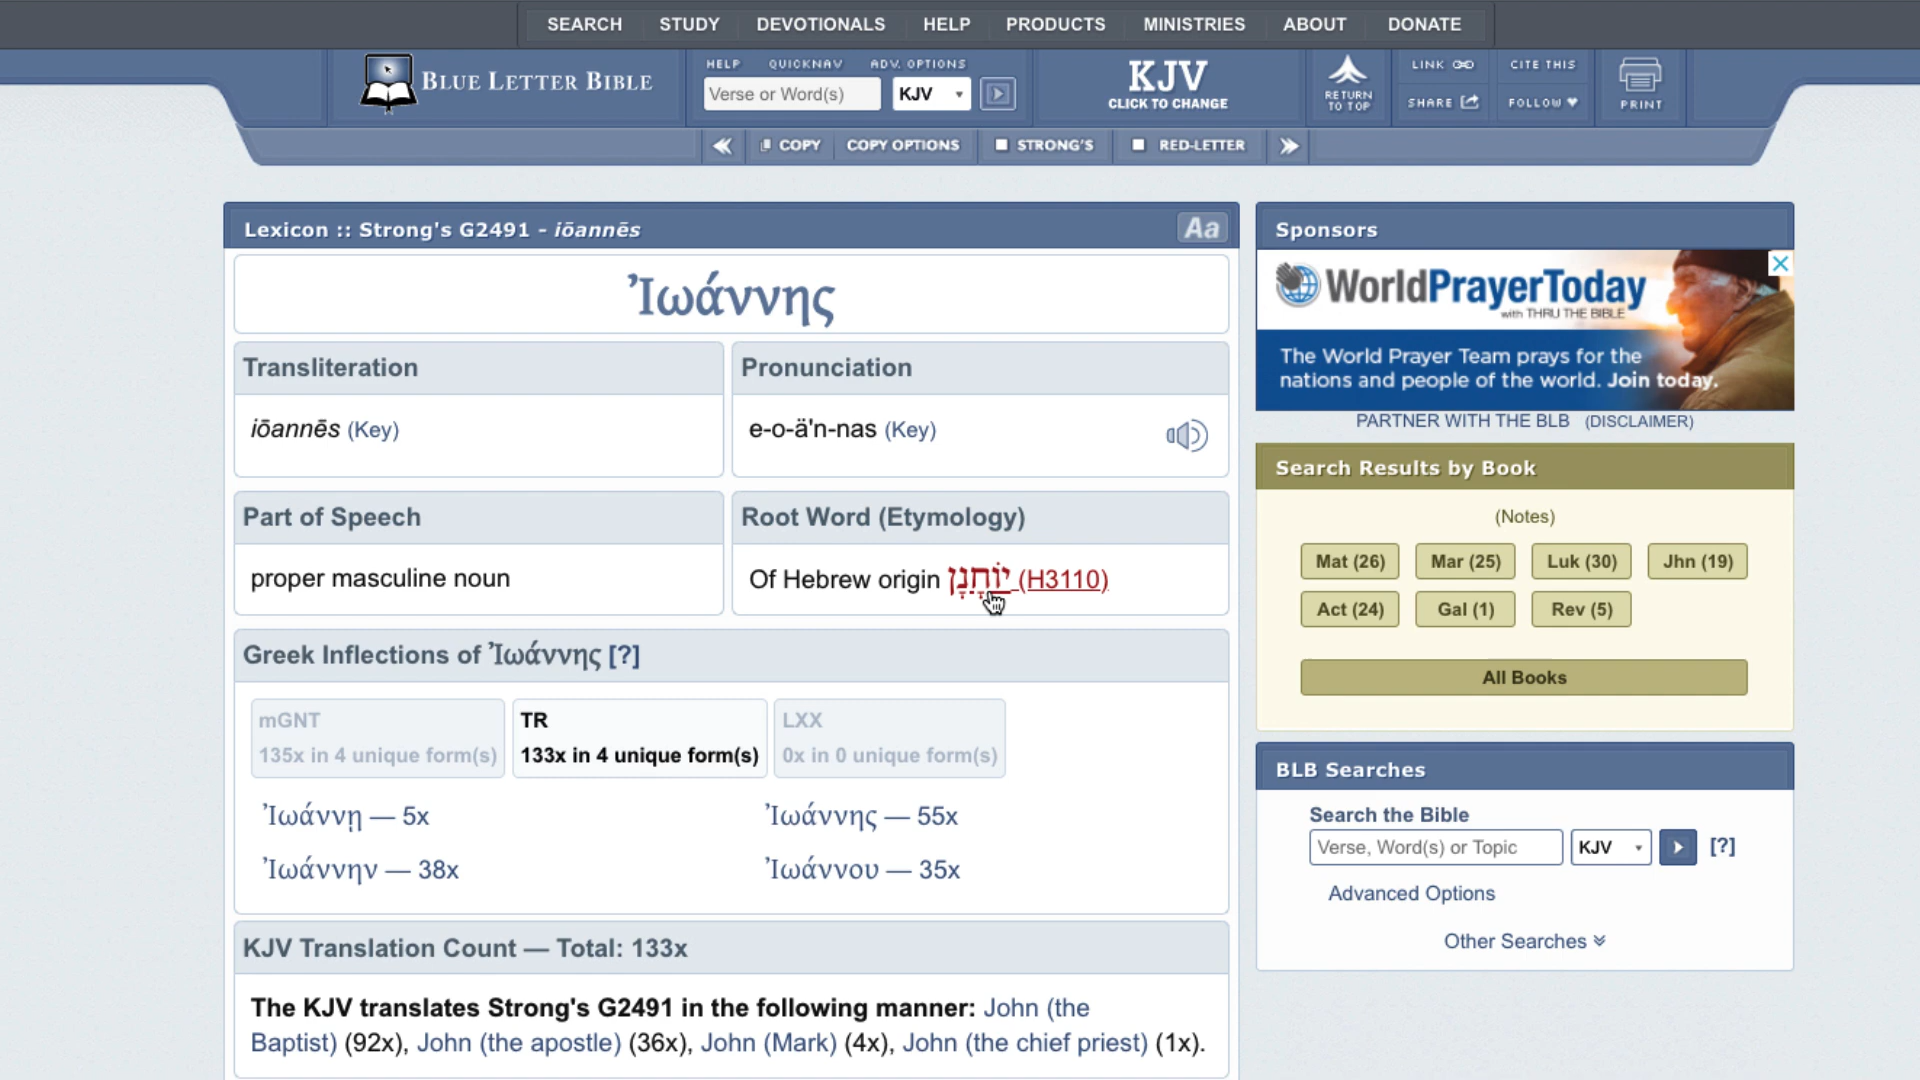 SEARCH STUDY DEVOTIONALS HELP PRODUCTS MINISTRIES ABOUT DONATE
BLUE LETTER BIBLE
HELP QUICKNAV ADV. OPTIONS
Verse or Word(s) KJV
KJV
CLICK TO CHANGE
RETURN
TO TOP
LINK
SHARE
CITE THIS
FOLLOW
PRINT
COPY COPY OPTIONS STRONG'S RED-LETTER
Lexicon :: Strong's G2491 - iōannēs
Aa
Ἰωάννης
Transliteration
iōannēs (Key)
Pronunciation
e-o-ä'n-nas (Key)
Part of Speech
proper masculine noun
Root Word (Etymology)
Of Hebrew origin יוֹחָנָן (H3110)
Greek Inflections of Ἰωάννης [?]
mGNT
135x in 4 unique form(s)
TR
133x in 4 unique form(s)
LXX
0x in 0 unique form(s)
Ἰωάννῃ — 5x
Ἰωάννης — 55x
Ἰωάννην — 38x
Ἰωάννου — 35x
KJV Translation Count — Total: 133x
The KJV translates Strong's G2491 in the following manner: John (the
Baptist) (92x), John (the apostle) (36x), John (Mark) (4x), John (the chief priest) (1x).
Sponsors
WorldPrayerToday
with THRU THE BIBLE
The World Prayer Team prays for the
nations and people of the world. Join today.
PARTNER WITH THE BLB (DISCLAIMER)
Search Results by Book
(Notes)
Mat (26) Mar (25) Luk (30) Jhn (19)
Act (24) Gal (1) Rev (5)
All Books
BLB Searches
Search the Bible
Verse, Word(s) or Topic KJV [?]
Advanced Options
Other Searches